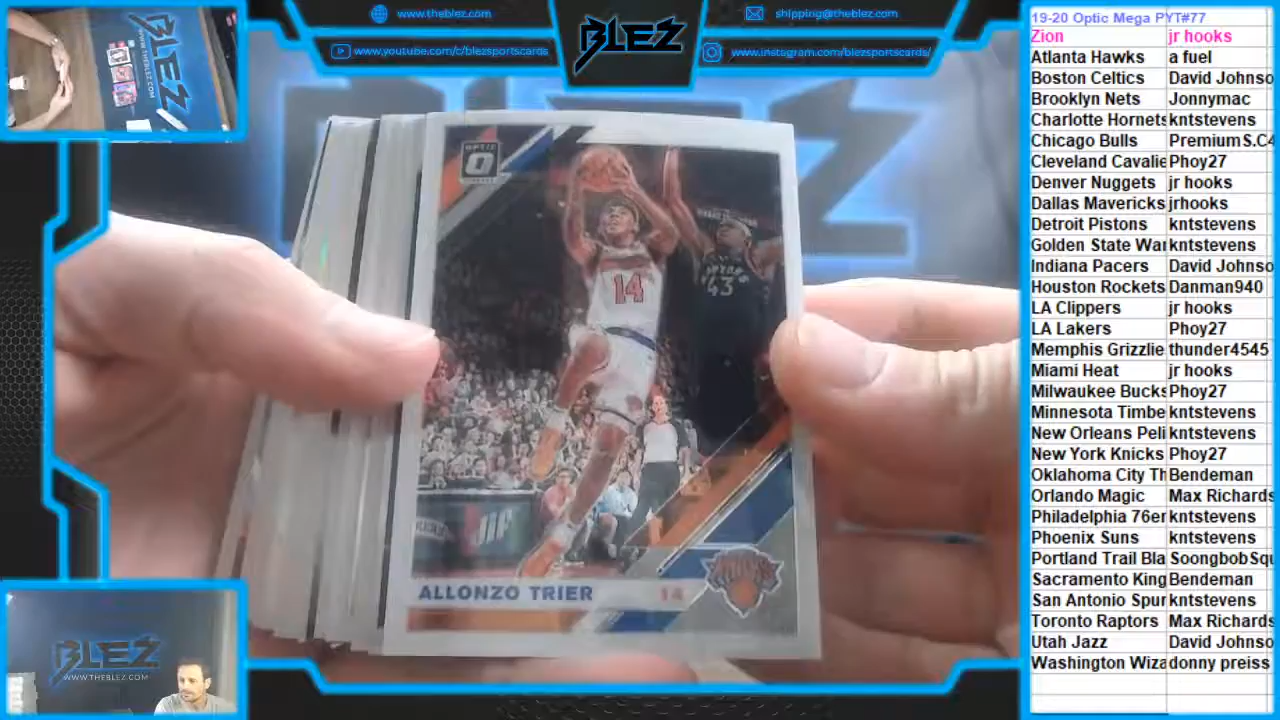 www.theblez.com
shipping@theblez.com
www.youtube.com/c/blezsportscards
www.instagram.com/blezsportscards/
BLEZ
19-20 Optic Mega PYT#77
Zion jr hooks
Atlanta Hawks a fuel
Boston Celtics David Johnso
Brooklyn Nets Jonnymac
Charlotte Hornets kntstevens
Chicago Bulls PremiumS.C4
Cleveland Cavalie Phoy27
Denver Nuggets jr hooks
Dallas Mavericks jrhooks
Detroit Pistons kntstevens
Golden State War kntstevens
Indiana Pacers David Johnso
Houston Rockets Danman940
LA Clippers jr hooks
LA Lakers Phoy27
Memphis Grizzlie thunder4545
Miami Heat jr hooks
Milwaukee Bucks Phoy27
Minnesota Timbe kntstevens
New Orleans Peli kntstevens
New York Knicks Phoy27
Oklahoma City Th Bendeman
Orlando Magic Max Richards
Philadelphia 76er kntstevens
Phoenix Suns kntstevens
Portland Trail Bla SoongbobSqu
Sacramento King Bendeman
San Antonio Spur kntstevens
Toronto Raptors Max Richards
Utah Jazz David Johnso
Washington Wiza donny preiss
OPTIC
14
43
ALLONZO TRIER 14
KNICKS
BLEZ
BLEZ
WWW.THEBLEZ.COM